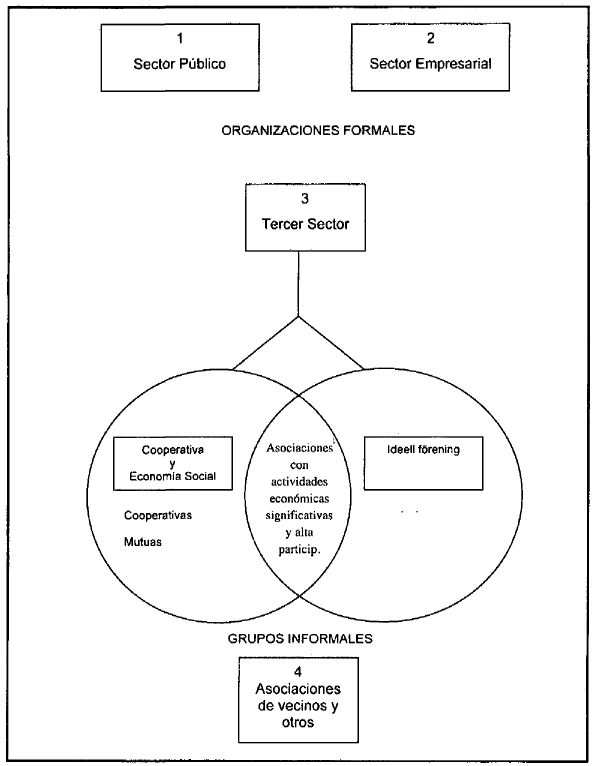 1
Sector Público
2
Sector Empresarial
ORGANIZACIONES FORMALES
3
Tercer Sector
Cooperativa
y
Economía Social
Cooperativas
Mutuas
Asociaciones
con
actividades
económicas
significativas
y alta
particip.
Ideell förening
GRUPOS INFORMALES
4
Asociaciones
de vecinos y
otros